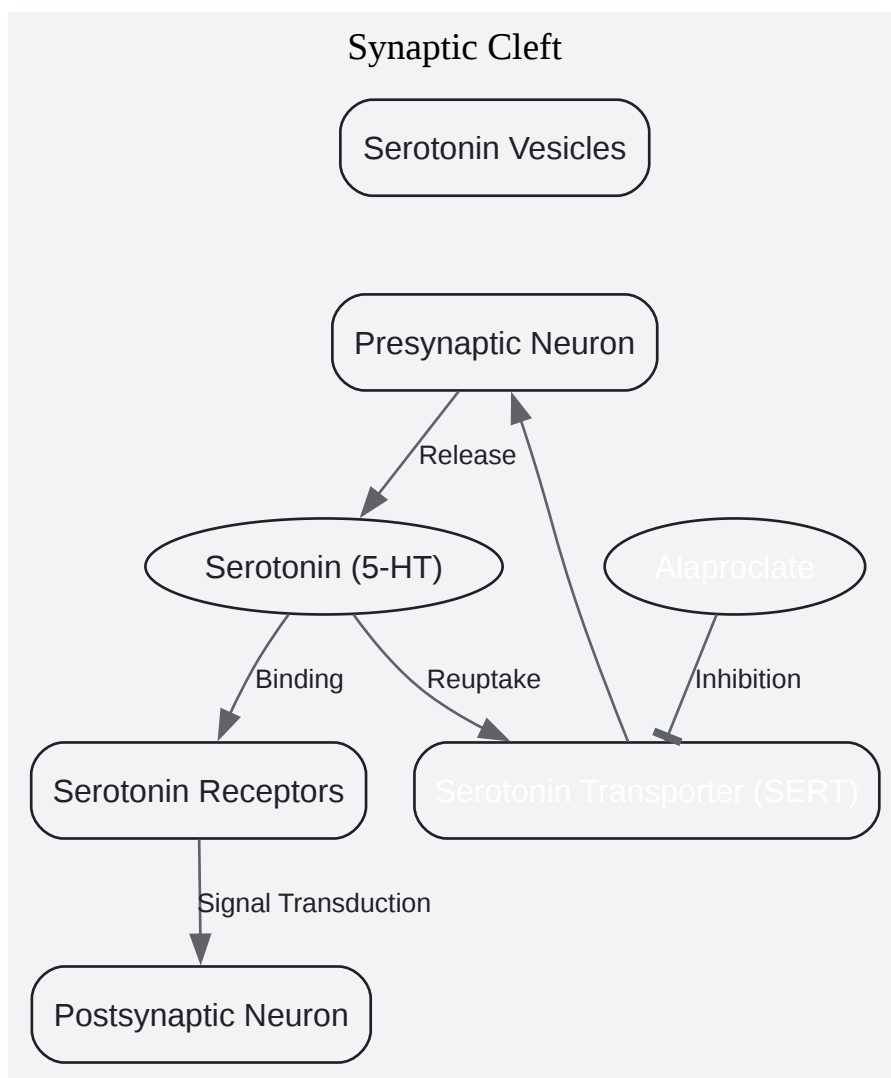 Synaptic Cleft
Serotonin Vesicles
Presynaptic Neuron
Release
Serotonin (5-HT)
Alaproclate
Binding
Reuptake
Inhibition
Serotonin Receptors
Serotonin Transporter (SERT)
Signal Transduction
Postsynaptic Neuron